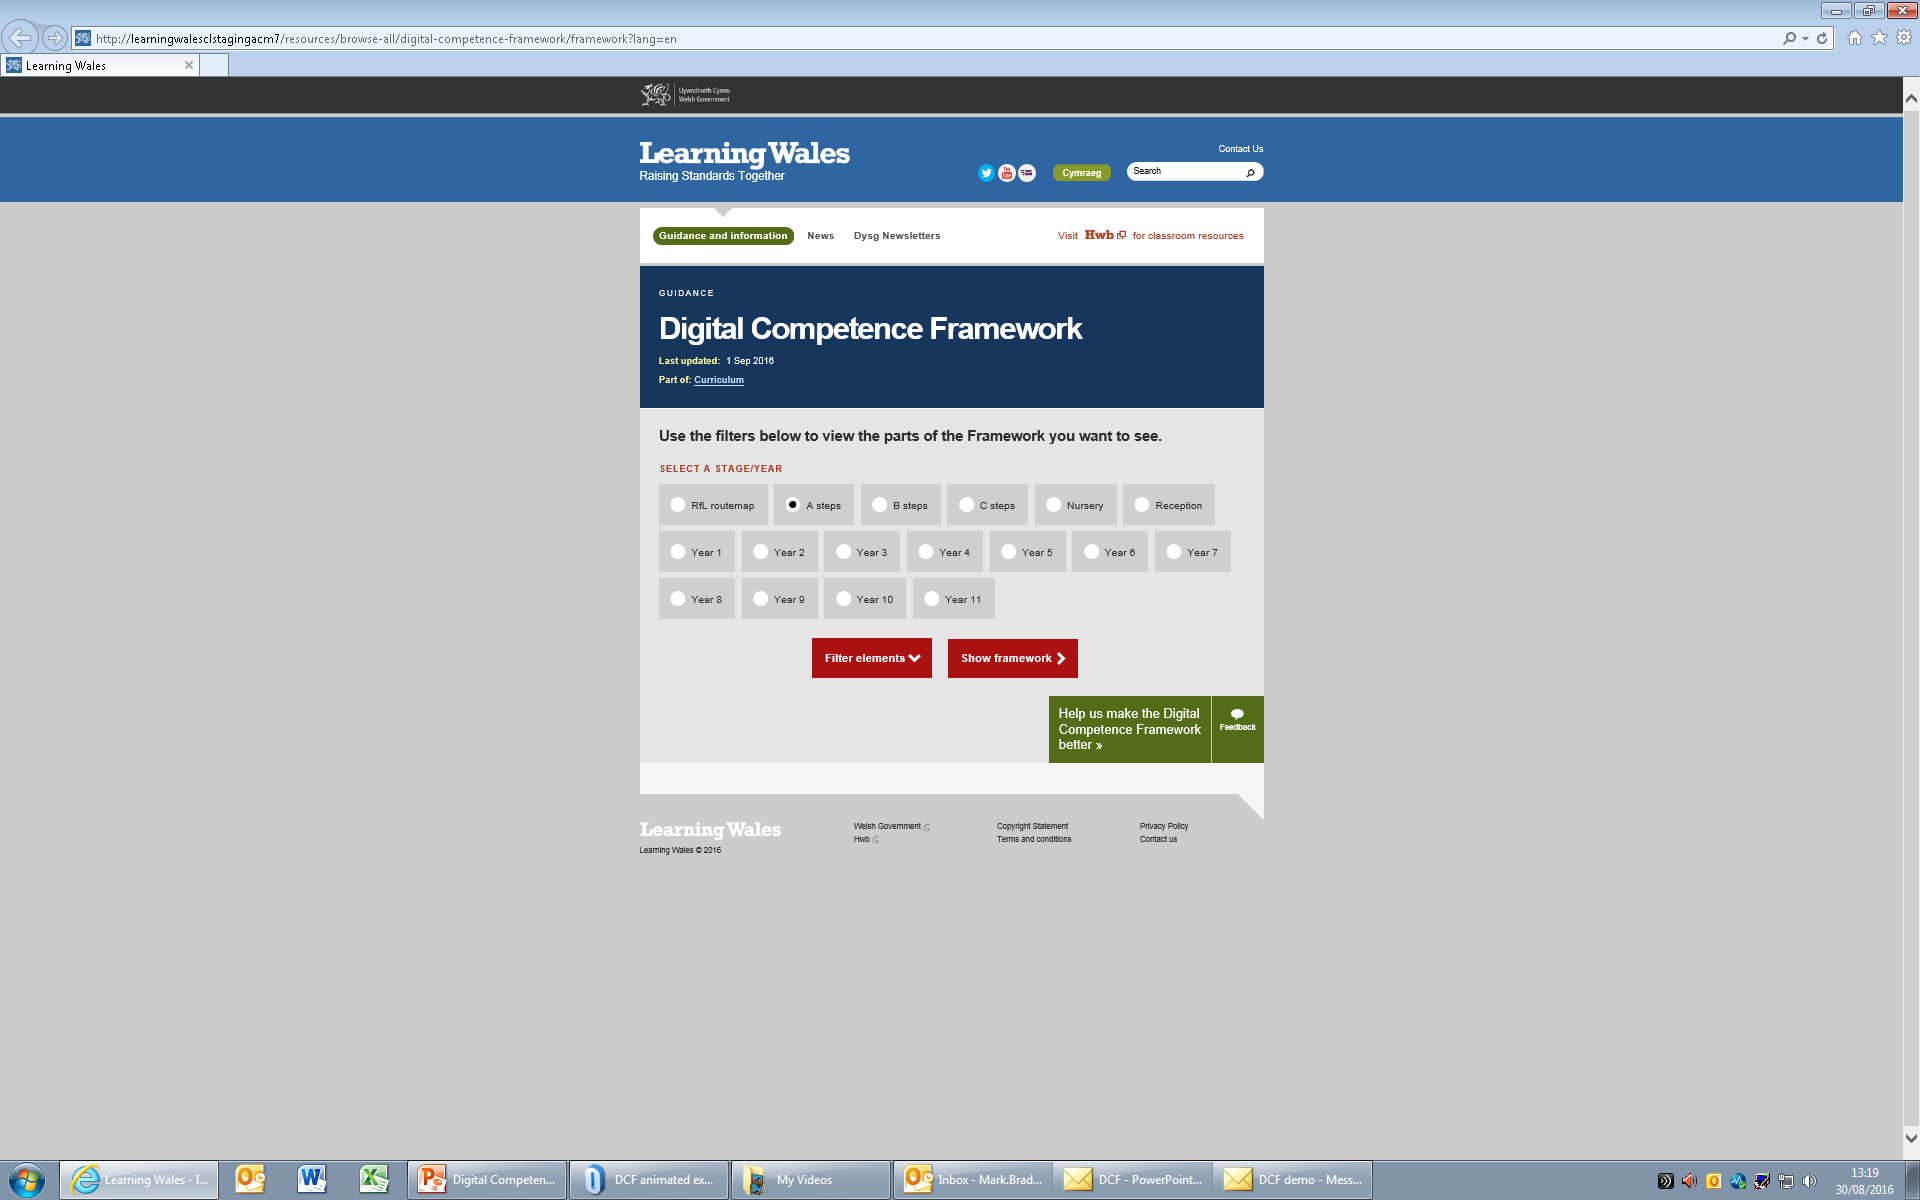 http://learningwalesclstagingacm7/resources/browse-all/digital-competence-framework/framework?lang=en
Learning Wales
Llywodraeth Cymru
Welsh Government
Learning Wales
Raising Standards Together
Contact Us
Cymraeg
Search
Guidance and information
News
Dysg Newsletters
Visit Hwb for classroom resources
GUIDANCE
Digital Competence Framework
Last updated: 1 Sep 2016
Part of: Curriculum
Use the filters below to view the parts of the Framework you want to see.
SELECT A STAGE/YEAR
RfL routemap
A steps
B steps
C steps
Nursery
Reception
Year 1
Year 2
Year 3
Year 4
Year 5
Year 6
Year 7
Year 8
Year 9
Year 10
Year 11
Filter elements
Show framework
Help us make the Digital
Competence Framework
better »
Feedback
Learning Wales
Learning Wales © 2016
Welsh Government
Hwb
Copyright Statement
Terms and conditions
Privacy Policy
Contact us
Learning Wales - I...
Digital Competen...
DCF animated ex...
My Videos
Inbox - Mark.Brad...
DCF - PowerPoint...
DCF demo - Mess...
13:19
30/08/2016